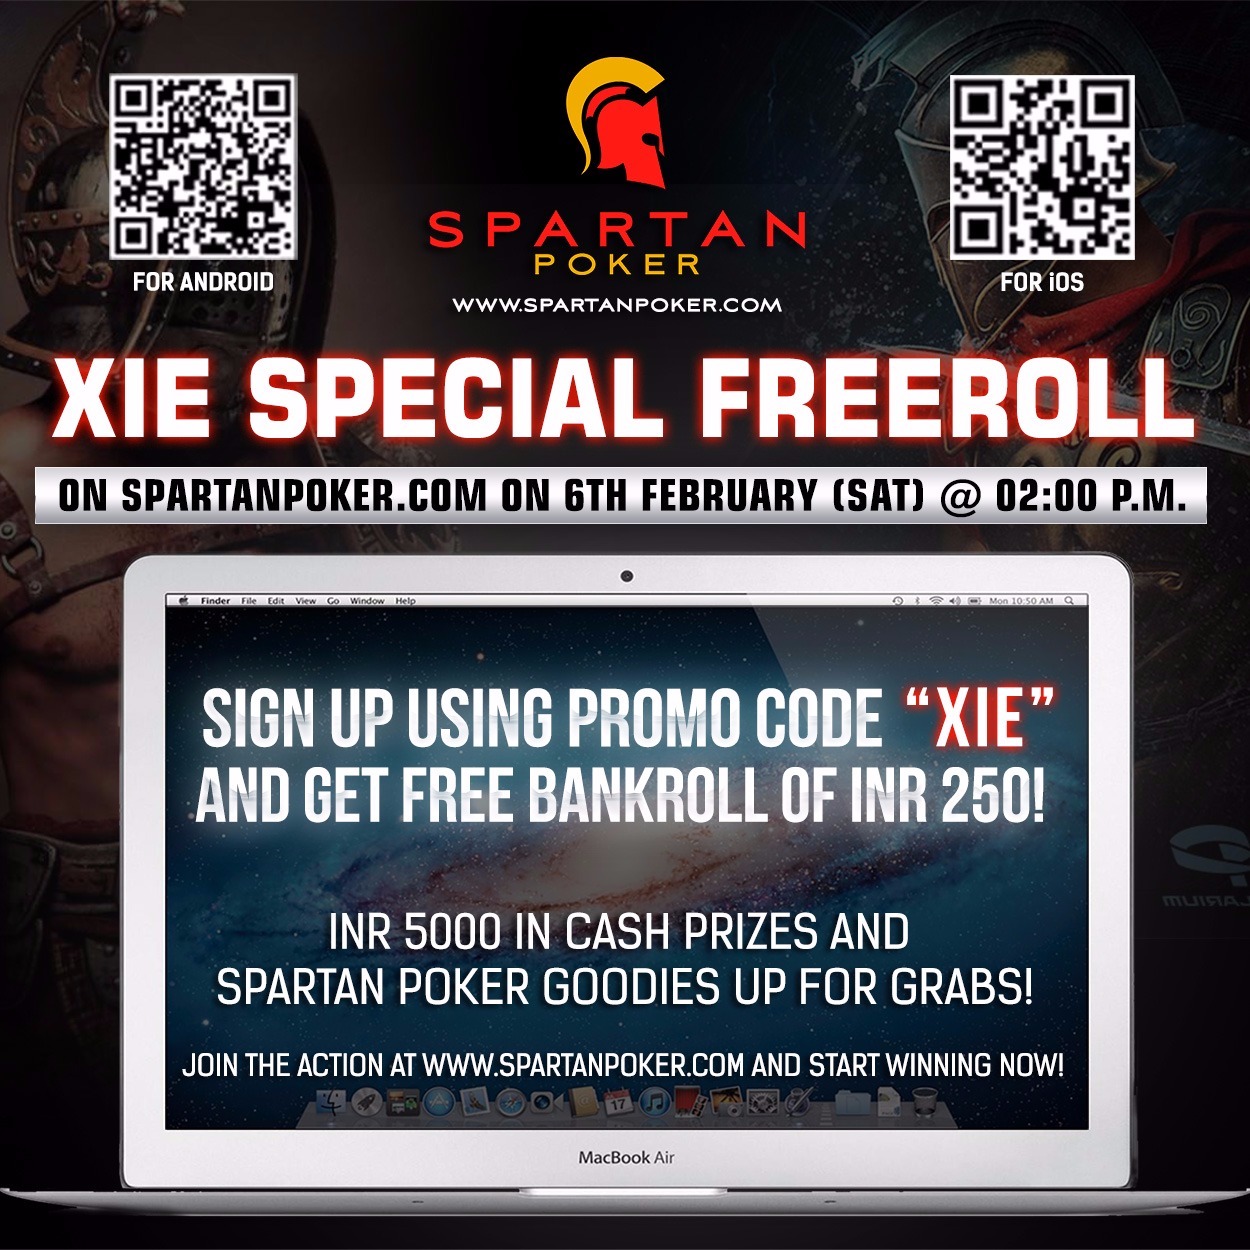 SPARTAN
POKER
WWW.SPARTANPOKER.COM
FOR ANDROID
FOR iOS
XIE SPECIAL FREEROLL
ON SPARTANPOKER.COM ON 6TH FEBRUARY (SAT) @ 02:00 P.M.
Finder File Edit View Go Window Help
Mon 10:50 AM
SIGN UP USING PROMO CODE “XIE”
AND GET FREE BANKROLL OF INR 250!
INR 5000 IN CASH PRIZES AND
SPARTAN POKER GOODIES UP FOR GRABS!
JOIN THE ACTION AT WWW.SPARTANPOKER.COM AND START WINNING NOW!
17
MacBook Air